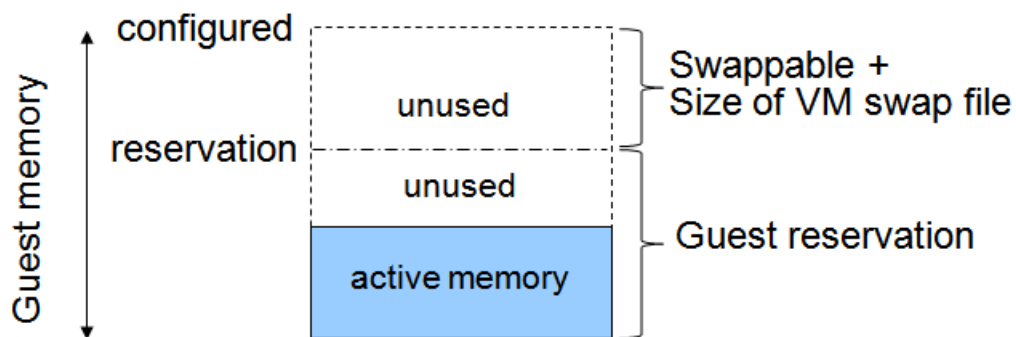 configured
Swappable +
Size of VM swap file
unused
reservation
unused
Guest reservation
active memory
Guest memory